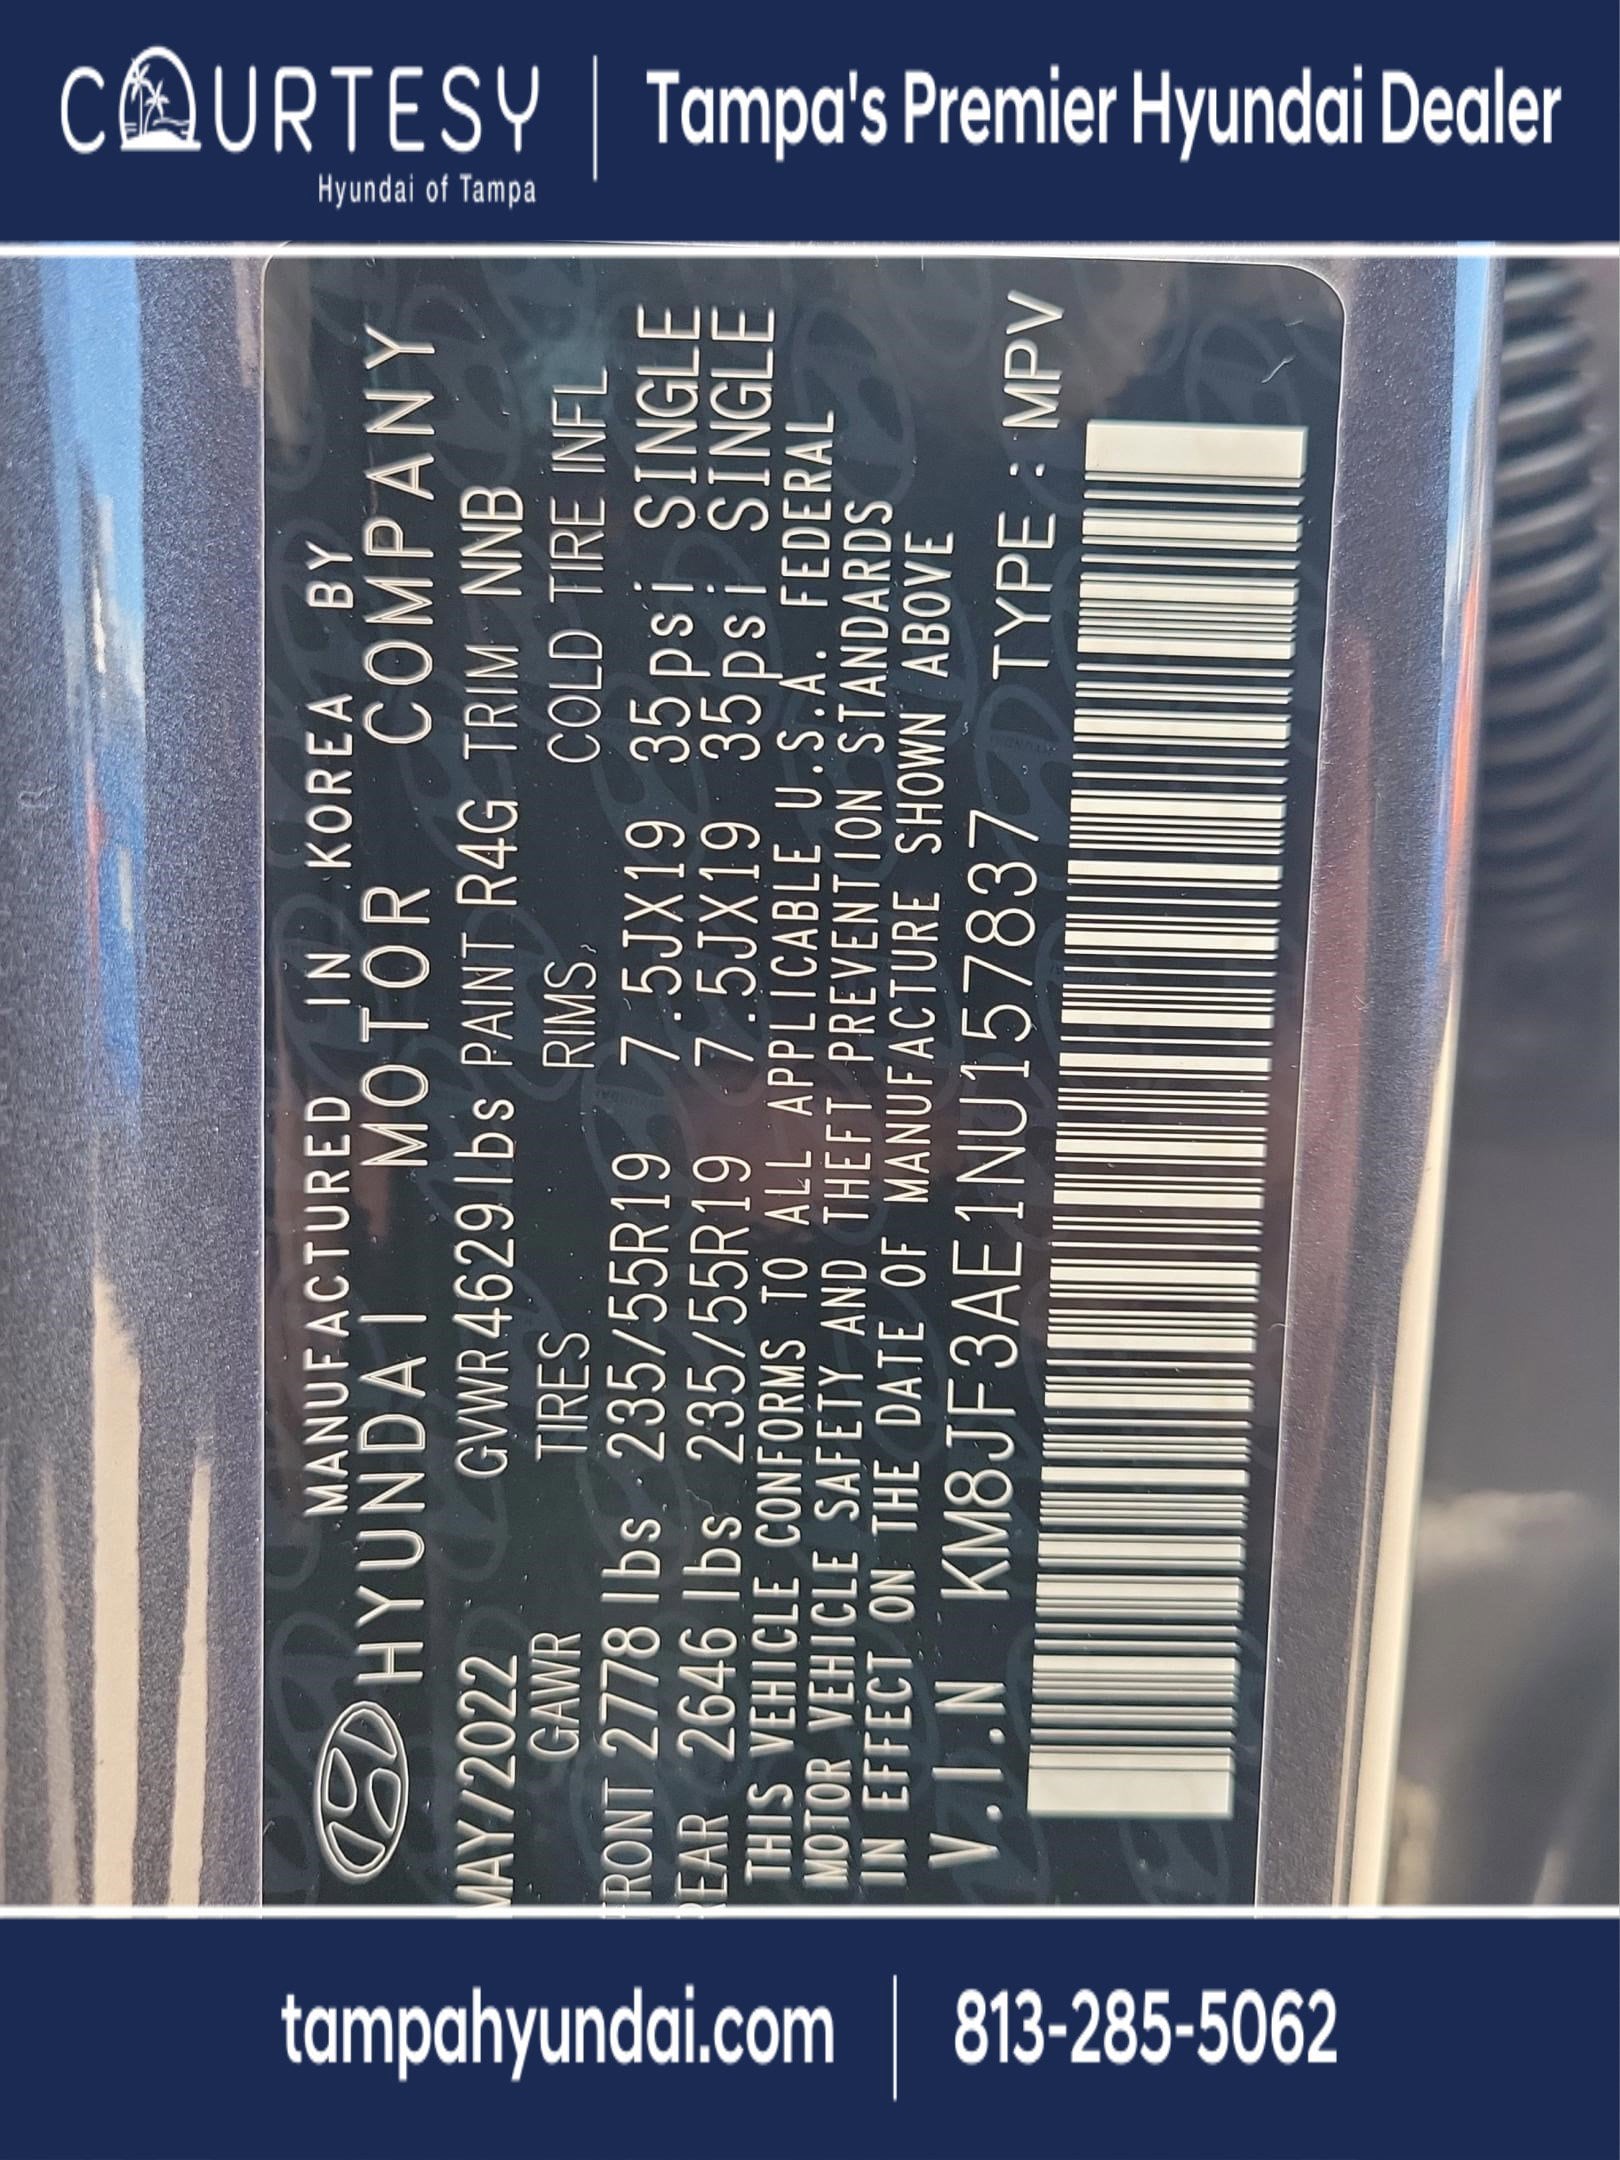 COURTESY
Hyundai of Tampa
Tampa's Premier Hyundai Dealer
MANUFACTURED IN KOREA BY
HYUNDAI MOTOR COMPANY
MAY/2022 GVWR 4629lbs PAINT R4G TRIM NNB
GAWR TIRES RIMS, COLD TIRE INFL
FRONT 2778 lbs 235/55R19 7.5JX19 35psi SINGLE
REAR 2646 lbs 235/55R19 7.5JX19 35psi SINGLE
THIS VEHICLE CONFORMS TO ALL APPLICABLE U.S.A. FEDERAL
MOTOR VEHICLE SAFETY AND THEFT PREVENTION STANDARDS
IN EFFECT ON THE DATE OF MANUFACTURE SHOWN ABOVE
V.I.N KM8JF3AE1NU157837 TYPE : MPV
tampahyundai.com
813-285-5062